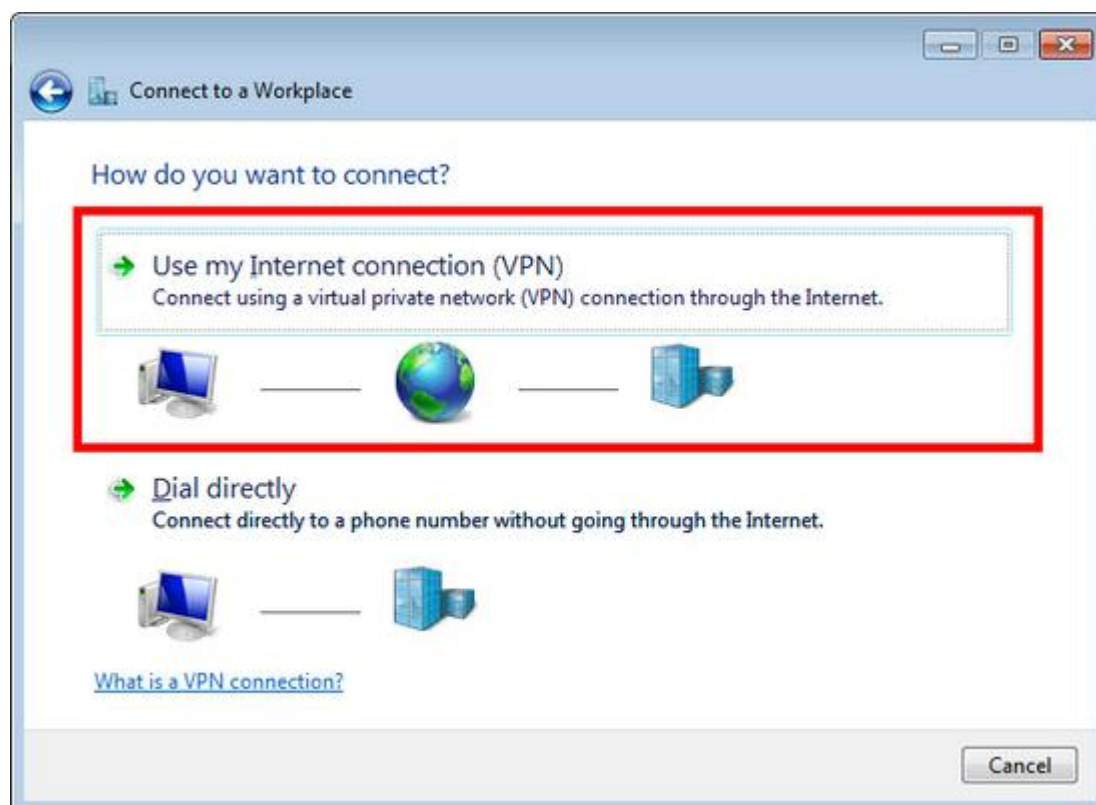 Connect to a Workplace
How do you want to connect?
Use my Internet connection (VPN)
Connect using a virtual private network (VPN) connection through the Internet.
Dial directly
Connect directly to a phone number without going through the Internet.
What is a VPN connection?
Cancel